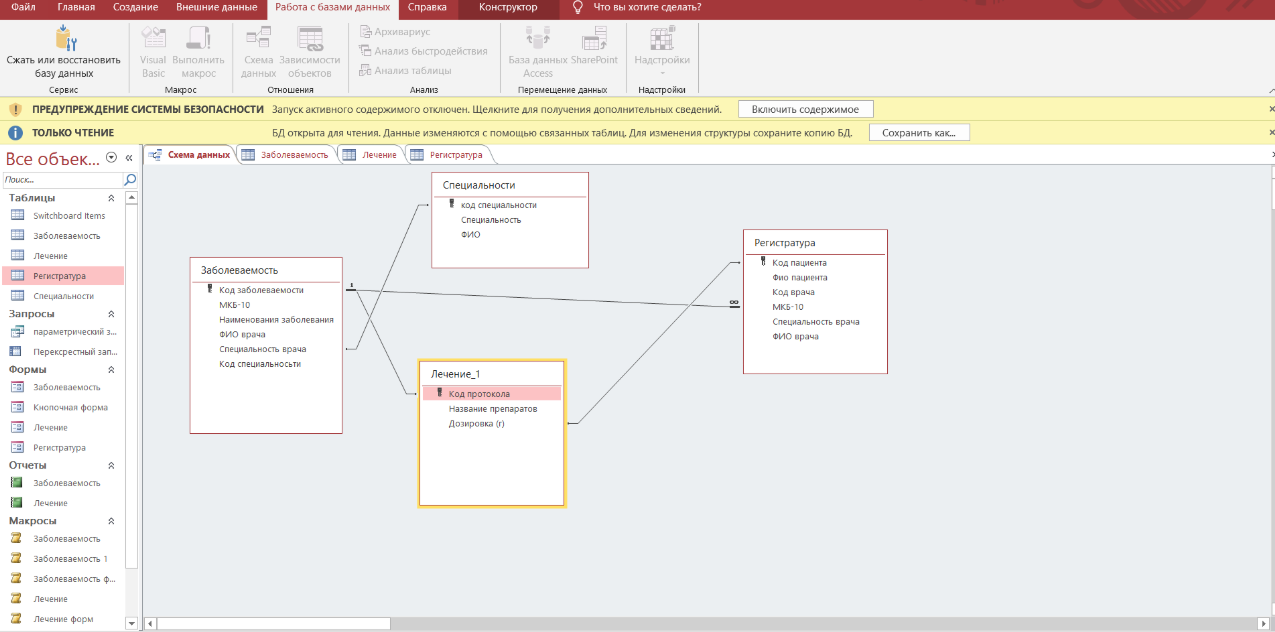 Файл Главная Создание Внешние данные Работа с базами данных Справка Конструктор Что вы хотите сделать?
Сжать или восстановить базу данных
Visual Basic
Выполнить макрос
Схема данных
Зависимости объектов
Архивариус
Анализ быстродействия
Анализ таблицы
База данных Access
SharePoint
Надстройки
Сервис Макрос Отношения Анализ Перемещение данных Надстройки
ПРЕДУПРЕЖДЕНИЕ СИСТЕМЫ БЕЗОПАСНОСТИ Запуск активного содержимого отключен. Щелкните для получения дополнительных сведений. Включить содержимое
ТОЛЬКО ЧТЕНИЕ БД открыта для чтения. Данные изменяются с помощью связанных таблиц. Для изменения структуры сохраните копию БД. Сохранить как...
Все объек...
Поиск...
Таблицы
Switchboard Items
Заболеваемость
Лечение
Регистратура
Специальности
Запросы
параметрический з...
Перекрестный зап...
Формы
Заболеваемость
Кнопочная форма
Лечение
Регистратура
Отчеты
Заболеваемость
Лечение
Макросы
Заболеваемость
Заболеваемость 1
Заболеваемость ф...
Лечение
Лечение форм
Схема данных Заболеваемость Лечение Регистратура
Специальности
код специальности
Специальность
ФИО
Заболеваемость
Код заболеваемости
МКБ-10
Наименования заболевания
ФИО врача
Специальность врача
Код специальносьти
1
∞
Лечение_1
Код протокола
Название препаратов
Дозировка (г)
Регистратура
Код пациента
Фио пациента
Код врача
МКБ-10
Специальность врача
ФИО врача